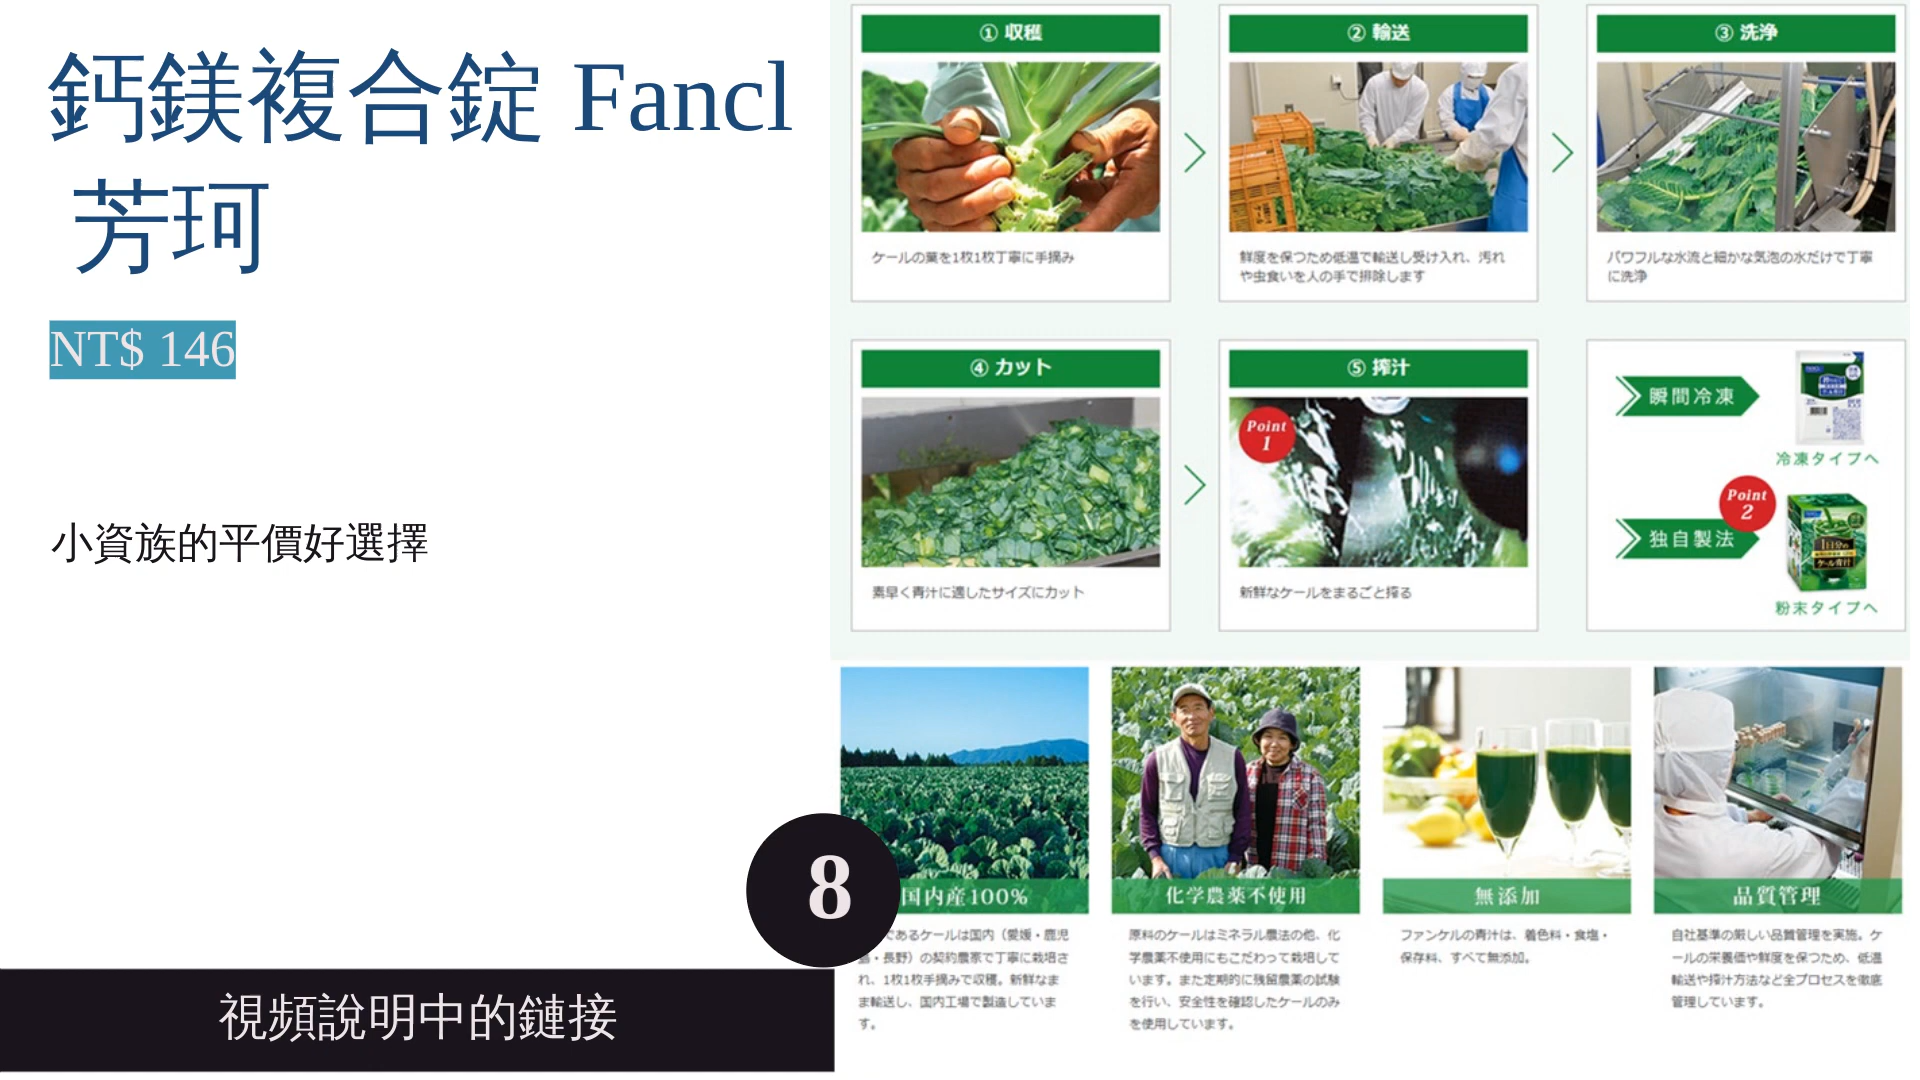 鈣鎂複合錠 Fancl
芳珂
NT$ 146
小資族的平價好選擇
8
視頻說明中的鏈接
① 収穫
ケールの葉を1枚1枚丁寧に手摘み
② 輸送
鮮度を保つため低温で輸送し受け入れ、汚れ
や虫食いを人の手で排除します
③ 洗浄
パワフルな水流と細かな気泡の水だけで丁寧
に洗浄
④ カット
素早く青汁に適したサイズにカット
⑤ 搾汁
Point
1
新鮮なケールをまるごと搾る
瞬間冷凍
冷凍タイプへ
Point
2
独自製法
1日分の
ケール青汁
粉末タイプへ
国内産100%
であるケールは国内（愛媛・鹿児
島・長野）の契約農家で丁寧に栽培さ
れ、1枚1枚手摘みで収穫。新鮮なま
ま輸送し、国内工場で製造していま
す。
化学農薬不使用
原料のケールはミネラル農法の他、化
学農薬不使用にもこだわって栽培して
います。また定期的に残留農薬の試験
を行い、安全性を確認したケールのみ
を使用しています。
無添加
ファンケルの青汁は、着色料・食塩・
保存料、すべて無添加。
品質管理
自社基準の厳しい品質管理を実施。ケ
ールの栄養価や鮮度を保つため、低温
輸送や搾汁方法など全プロセスを徹底
管理しています。